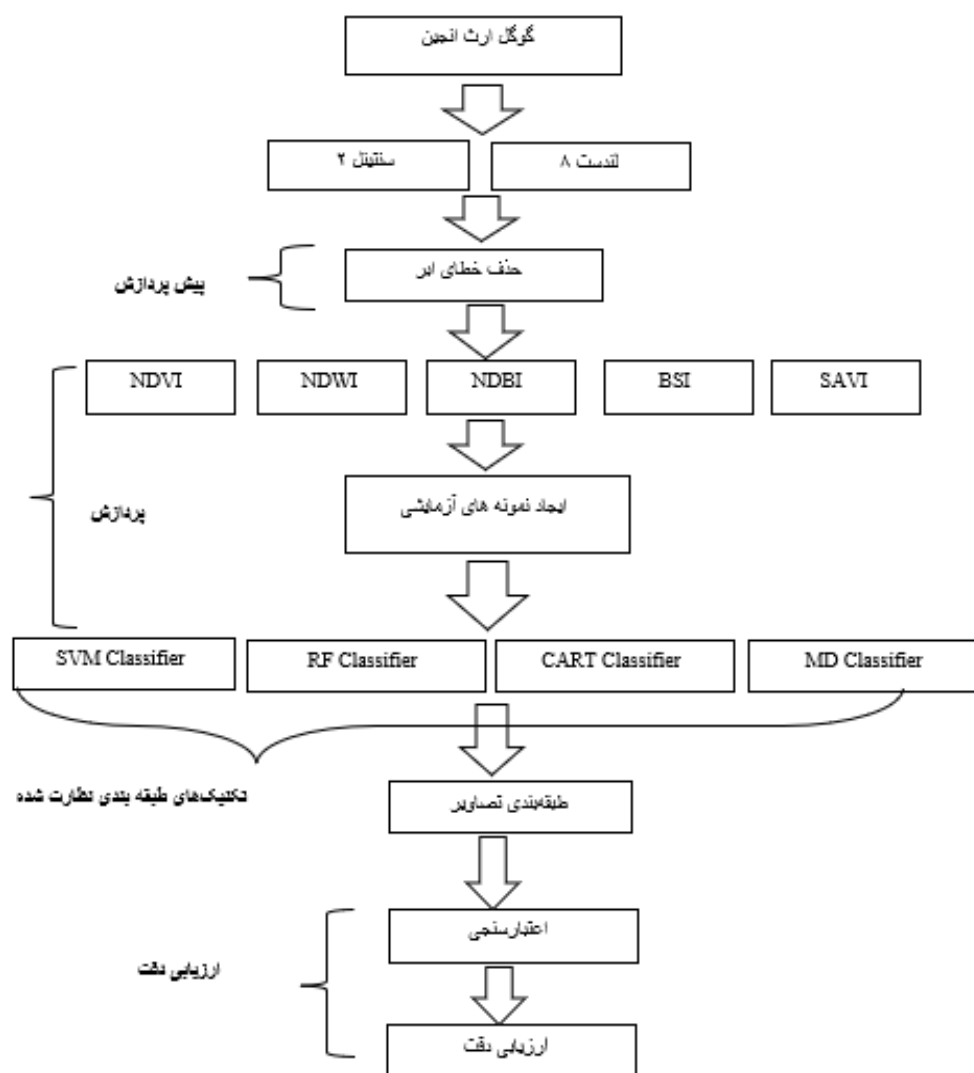 گوگل ارث انجین
لندست ۸
سنتینل ۲
حذف خطای ابر
پیش پردازش
NDVI
NDWI
NDBI
BSI
SAVI
ایجاد نمونه های آزمایشی
پردازش
SVM Classifier
RF Classifier
CART Classifier
MD Classifier
تکنیک‌های طبقه بندی نظارت شده
طبقه‌بندی تصاویر
اعتبارسنجی
ارزیابی دقت
ارزیابی دقت